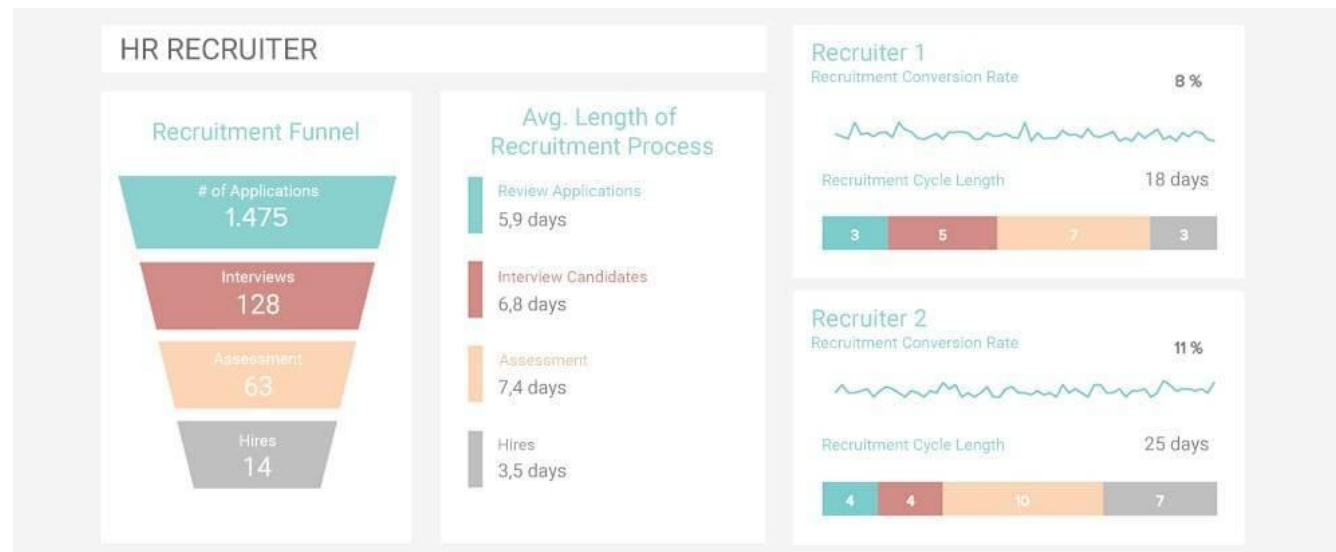 HR RECRUITER
Recruitment Funnel
# of Applications
1.475
Interviews
128
Assessment
63
Hires
14
Avg. Length of
Recruitment Process
Review Applications
5,9 days
Interview Candidates
6,8 days
Assessment
7,4 days
Hires
3,5 days
Recruiter 1
Recruitment Conversion Rate
8 %
Recruitment Cycle Length 18 days
3 5 7 3
Recruiter 2
Recruitment Conversion Rate
11 %
Recruitment Cycle Length 25 days
4 4 10 7